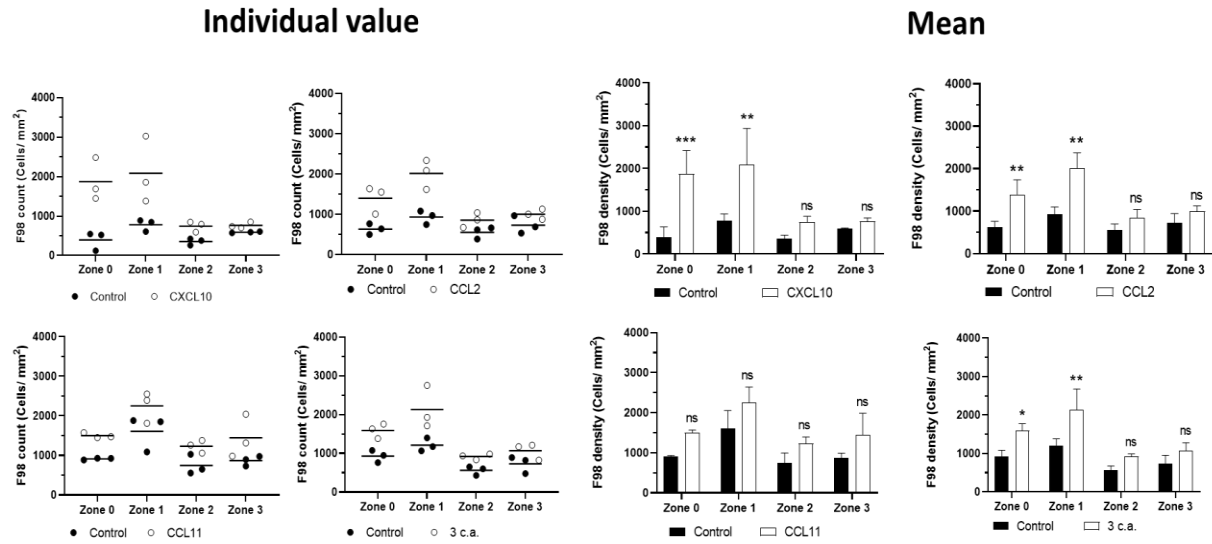 Individual value
Mean
F98 count (Cells/ mm²)
4000
3000
2000
1000
0
Zone 0 Zone 1 Zone 2 Zone 3
● Control ○ CXCL10
F98 count (Cells/ mm²)
4000
3000
2000
1000
0
Zone 0 Zone 1 Zone 2 Zone 3
● Control ○ CCL2
F98 density (Cells/ mm²)
4000
3000
2000
1000
0
*** ** ns ns
Zone 0 Zone 1 Zone 2 Zone 3
Control CXCL10
F98 density (Cells/ mm²)
4000
3000
2000
1000
0
** ** ns ns
Zone 0 Zone 1 Zone 2 Zone 3
Control CCL2
F98 count (Cells/ mm²)
4000
3000
2000
1000
0
Zone 0 Zone 1 Zone 2 Zone 3
● Control ○ CCL11
F98 count (Cells/ mm²)
4000
3000
2000
1000
0
Zone 0 Zone 1 Zone 2 Zone 3
● Control ○ 3 c.a.
F98 density (Cells/ mm²)
4000
3000
2000
1000
0
ns ns ns ns
Zone 0 Zone 1 Zone 2 Zone 3
Control CCL11
F98 density (Cells/ mm²)
4000
3000
2000
1000
0
* ** ns ns
Zone 0 Zone 1 Zone 2 Zone 3
Control 3 c.a.